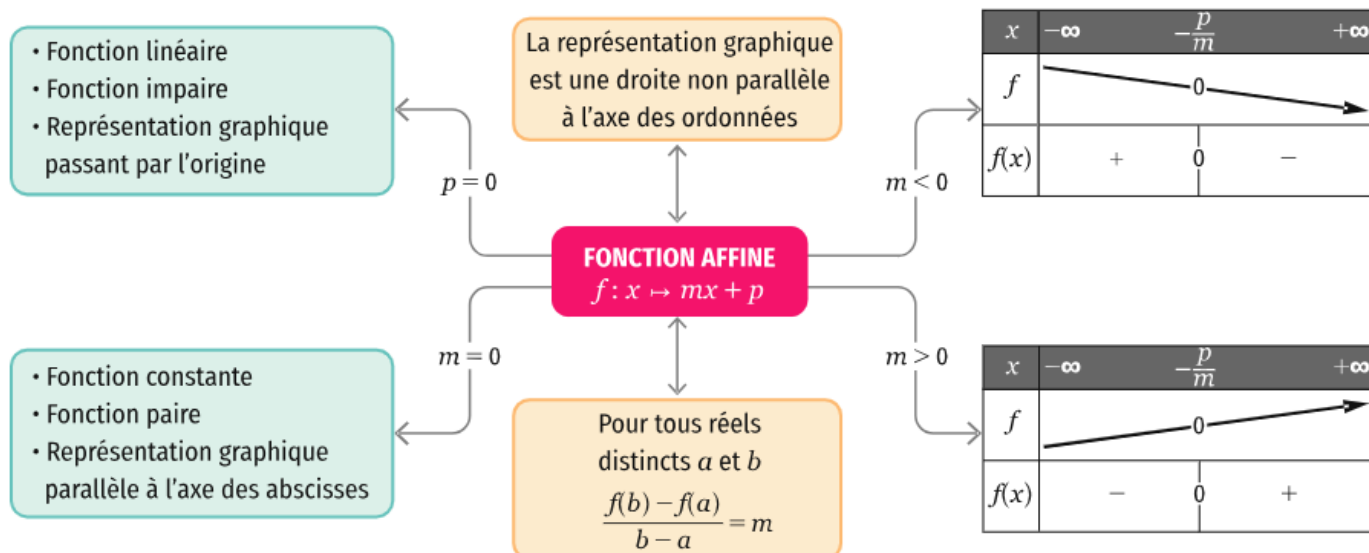 • Fonction linéaire
• Fonction impaire
• Représentation graphique
passant par l’origine
La représentation graphique
est une droite non parallèle
à l’axe des ordonnées
x −∞ −p/m +∞
f 0
f(x) + 0 −
p = 0
m < 0
FONCTION AFFINE
f : x ↦ mx + p
m = 0
m > 0
• Fonction constante
• Fonction paire
• Représentation graphique
parallèle à l’axe des abscisses
Pour tous réels
distincts a et b
f(b) − f(a)
b − a
= m
x −∞ −p/m +∞
f 0
f(x) − 0 +